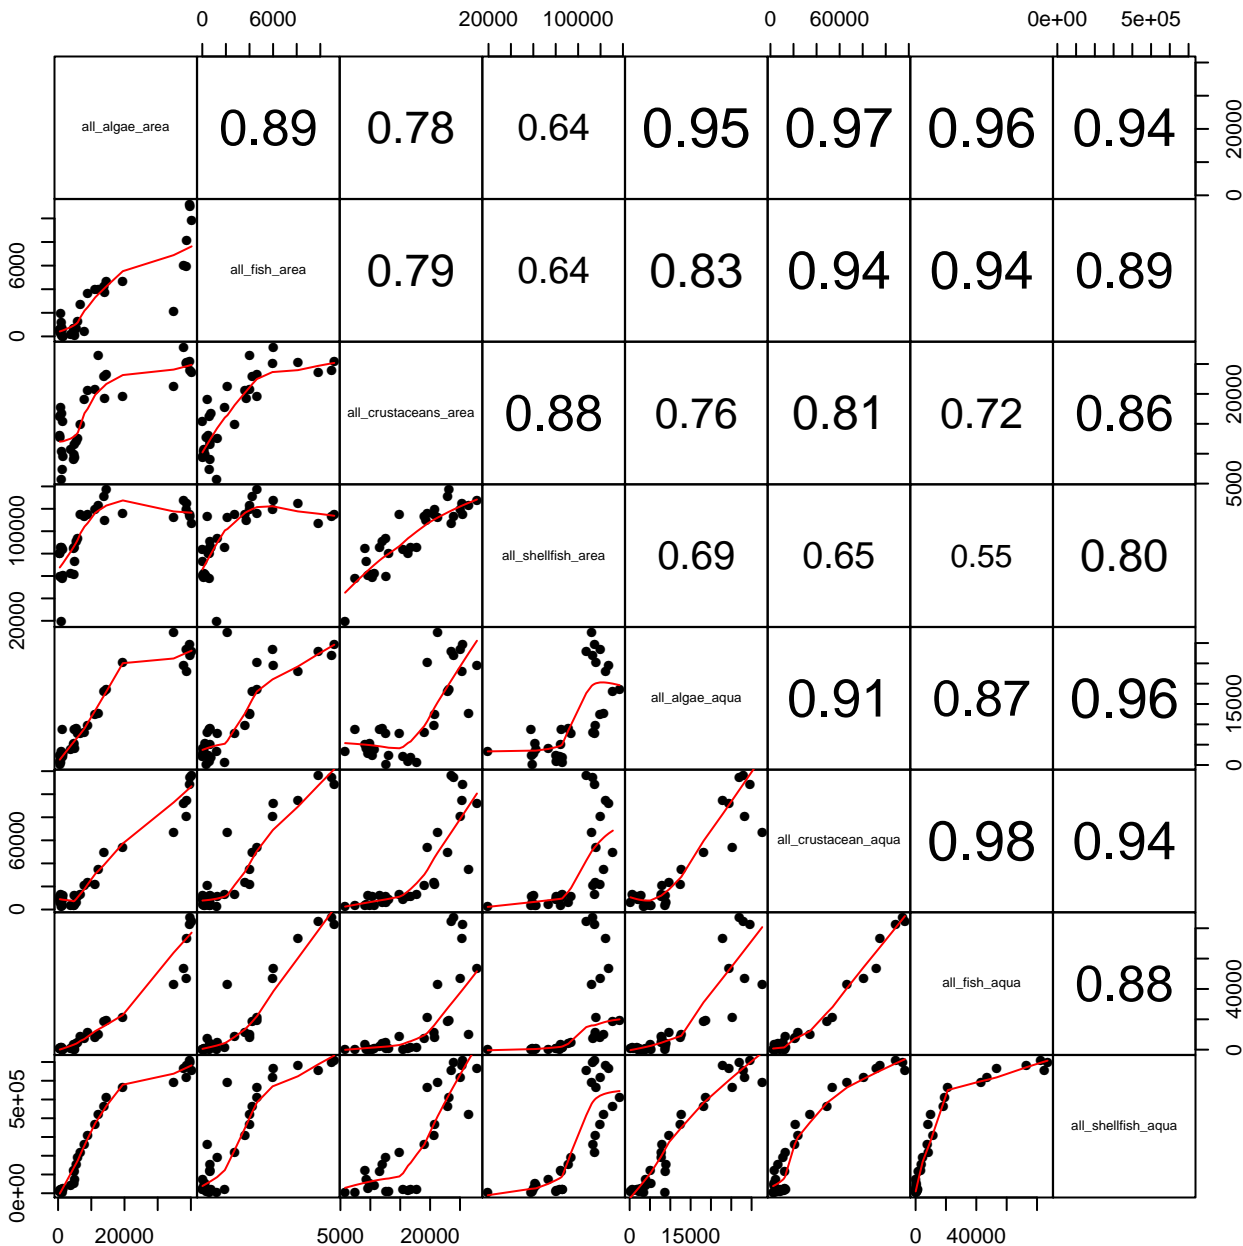 0 6000 20000 100000 0 60000 0e+00 5e+05
all_algae_area 0.89 0.78 0.64 0.95 0.97 0.96 0.94 0 20000
0 6000 all_fish_area 0.79 0.64 0.83 0.94 0.94 0.89
all_crustaceans_area 0.88 0.76 0.81 0.72 0.86 5000 20000
20000 100000 all_shellfish_area 0.69 0.65 0.55 0.80
all_algae_aqua 0.91 0.87 0.96 0 15000
0 60000 all_crustacean_aqua 0.98 0.94
all_fish_aqua 0.88 0 40000
0e+00 5e+05 all_shellfish_aqua
0 20000 5000 20000 0 15000 0 40000